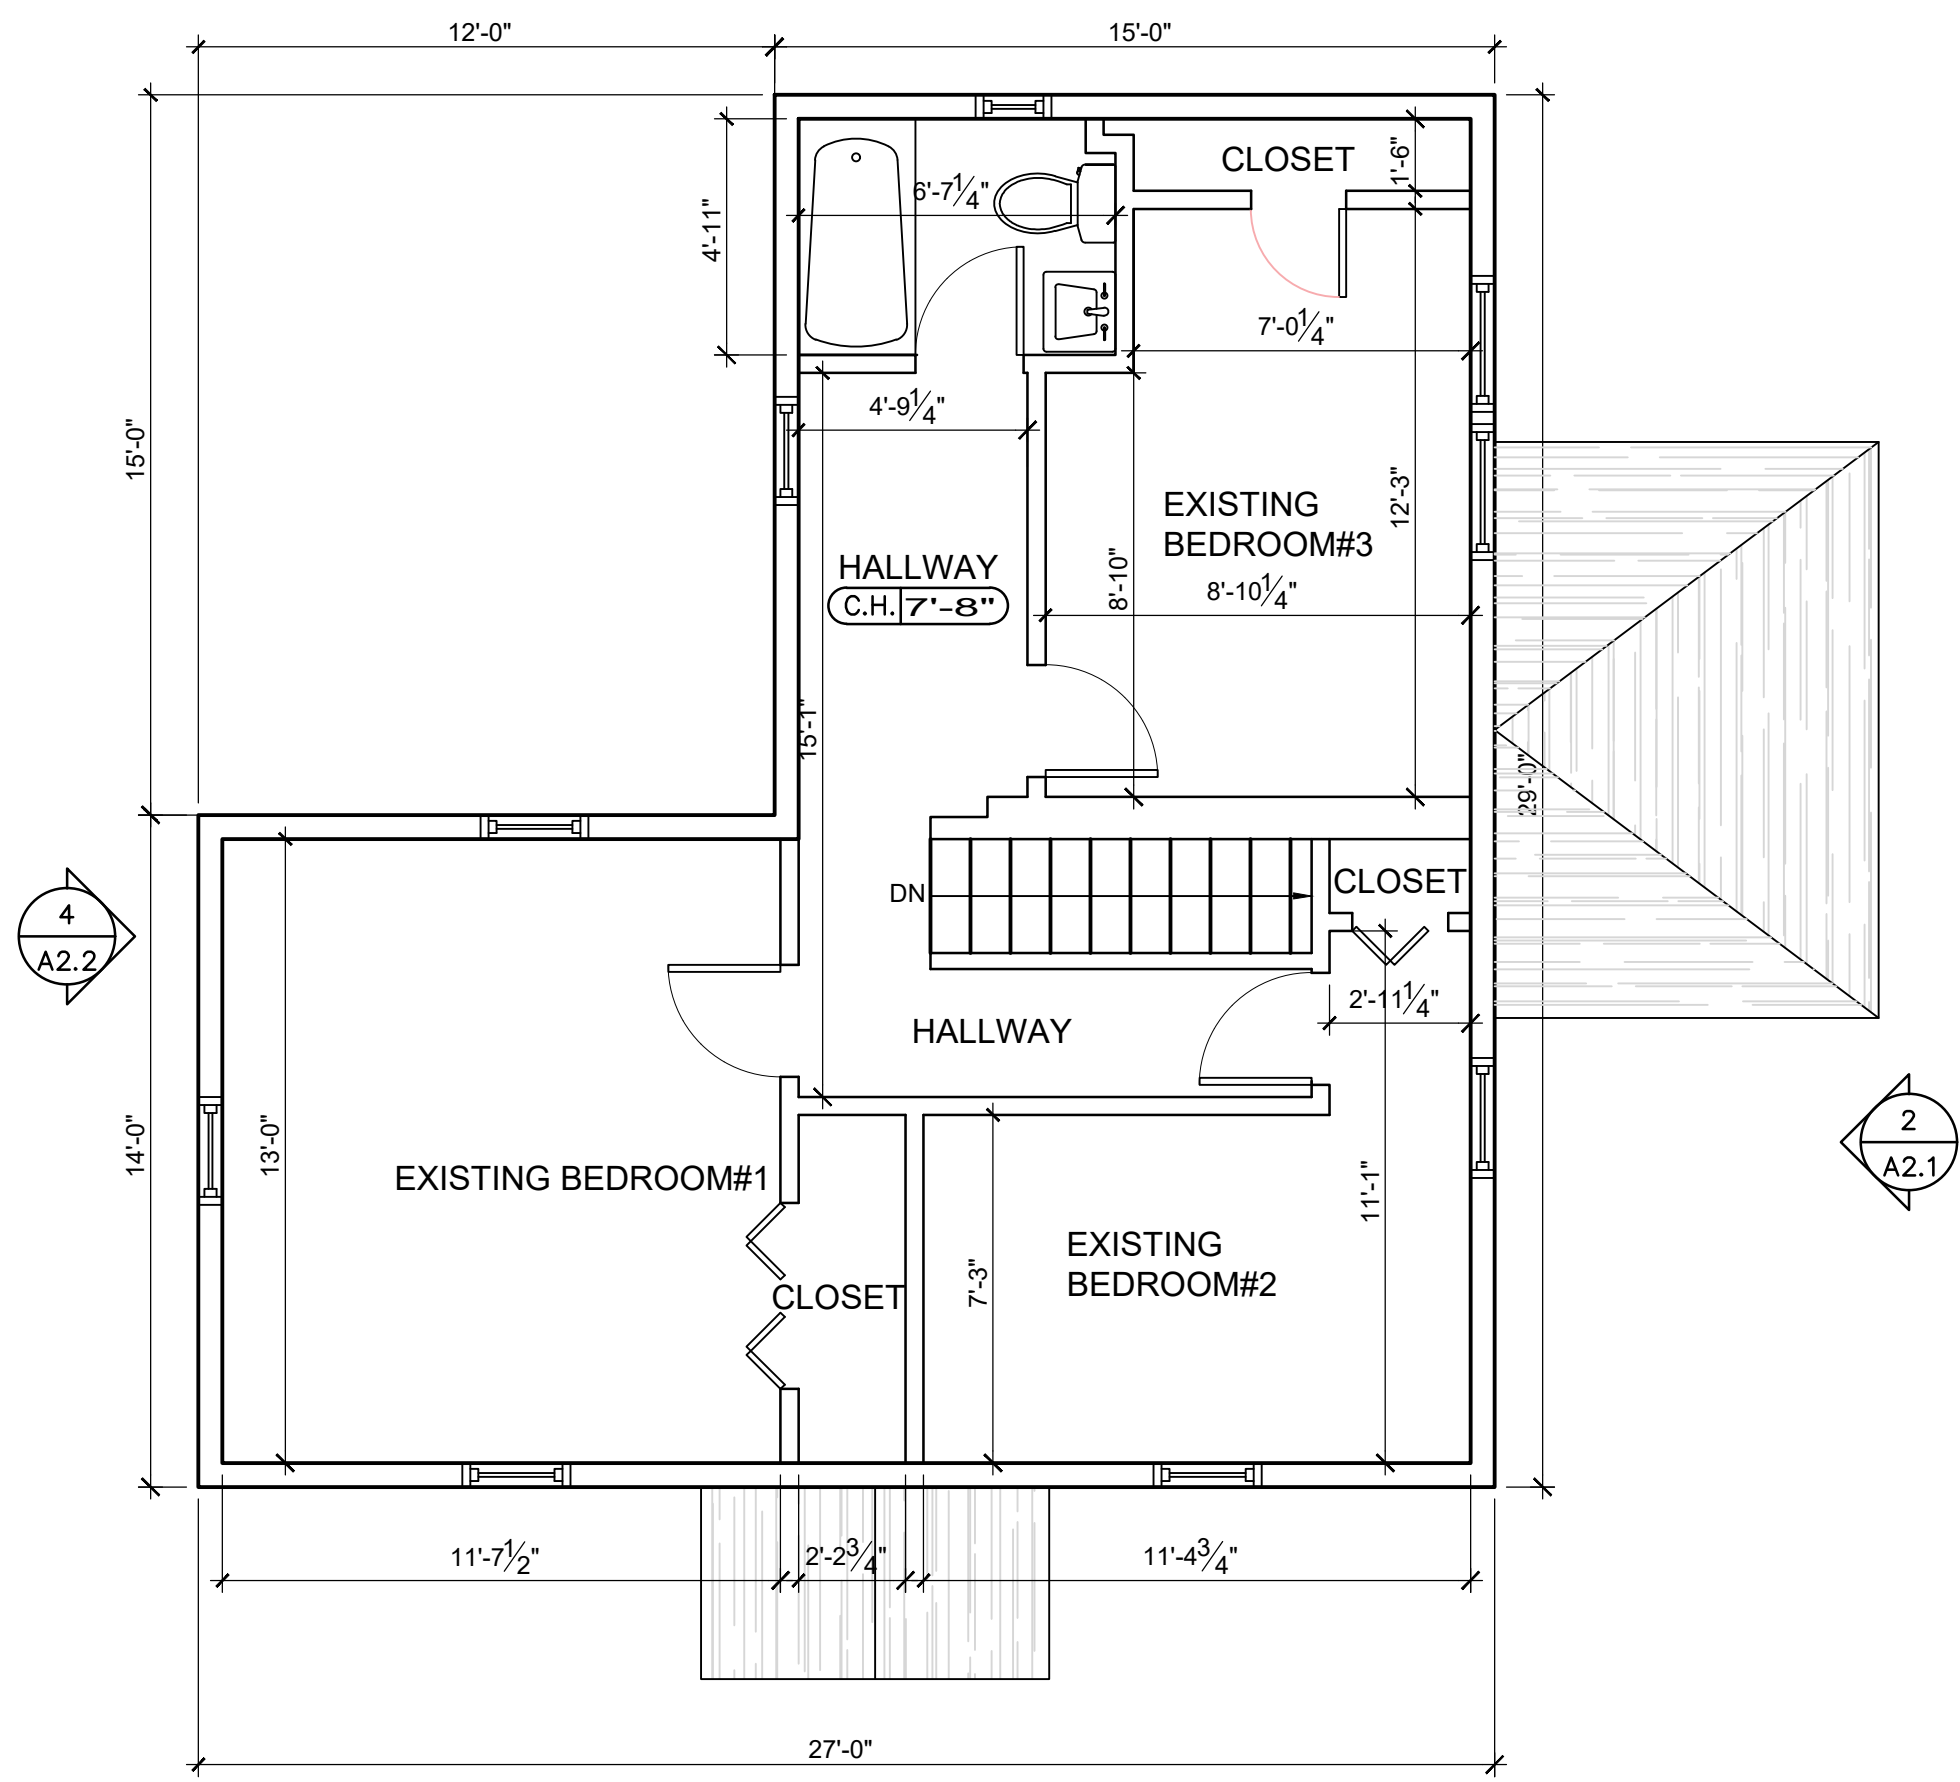 12'-0"
15'-0"
CLOSET
1'-6"
6'-7 1/4"
4'-11"
7'-0 1/4"
4'-9 1/4"
15'-0"
EXISTING
BEDROOM#3
12'-3"
HALLWAY
C.H. 7'-8"
8'-10"
8'-10 1/4"
15'-1"
29'-0"
DN
CLOSET
4
A2.2
2'-11 1/4"
HALLWAY
2
A2.1
14'-0"
13'-0"
EXISTING BEDROOM#1
11'-1"
EXISTING
BEDROOM#2
7'-3"
CLOSET
11'-7 1/2"
2'-2 3/4"
11'-4 3/4"
27'-0"